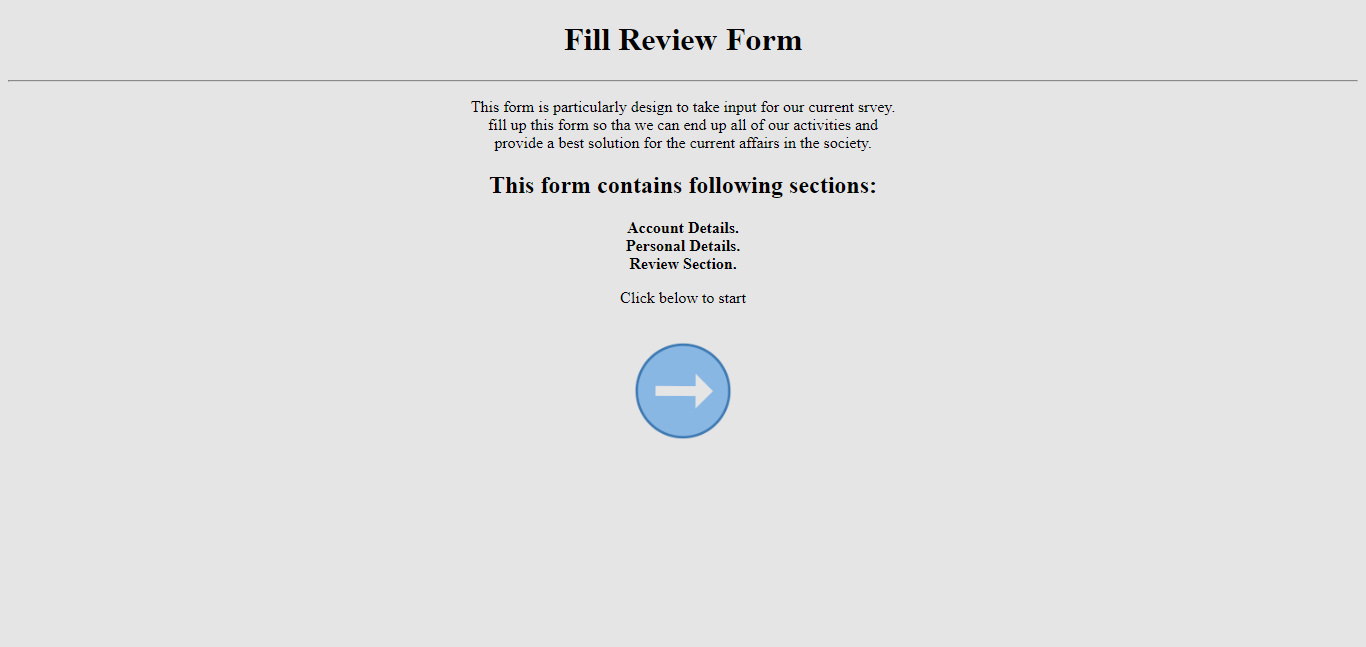 Fill Review Form
This form is particularly design to take input for our current srvey.
fill up this form so tha we can end up all of our activities and
provide a best solution for the current affairs in the society.
This form contains following sections:
Account Details.
Personal Details.
Review Section.
Click below to start